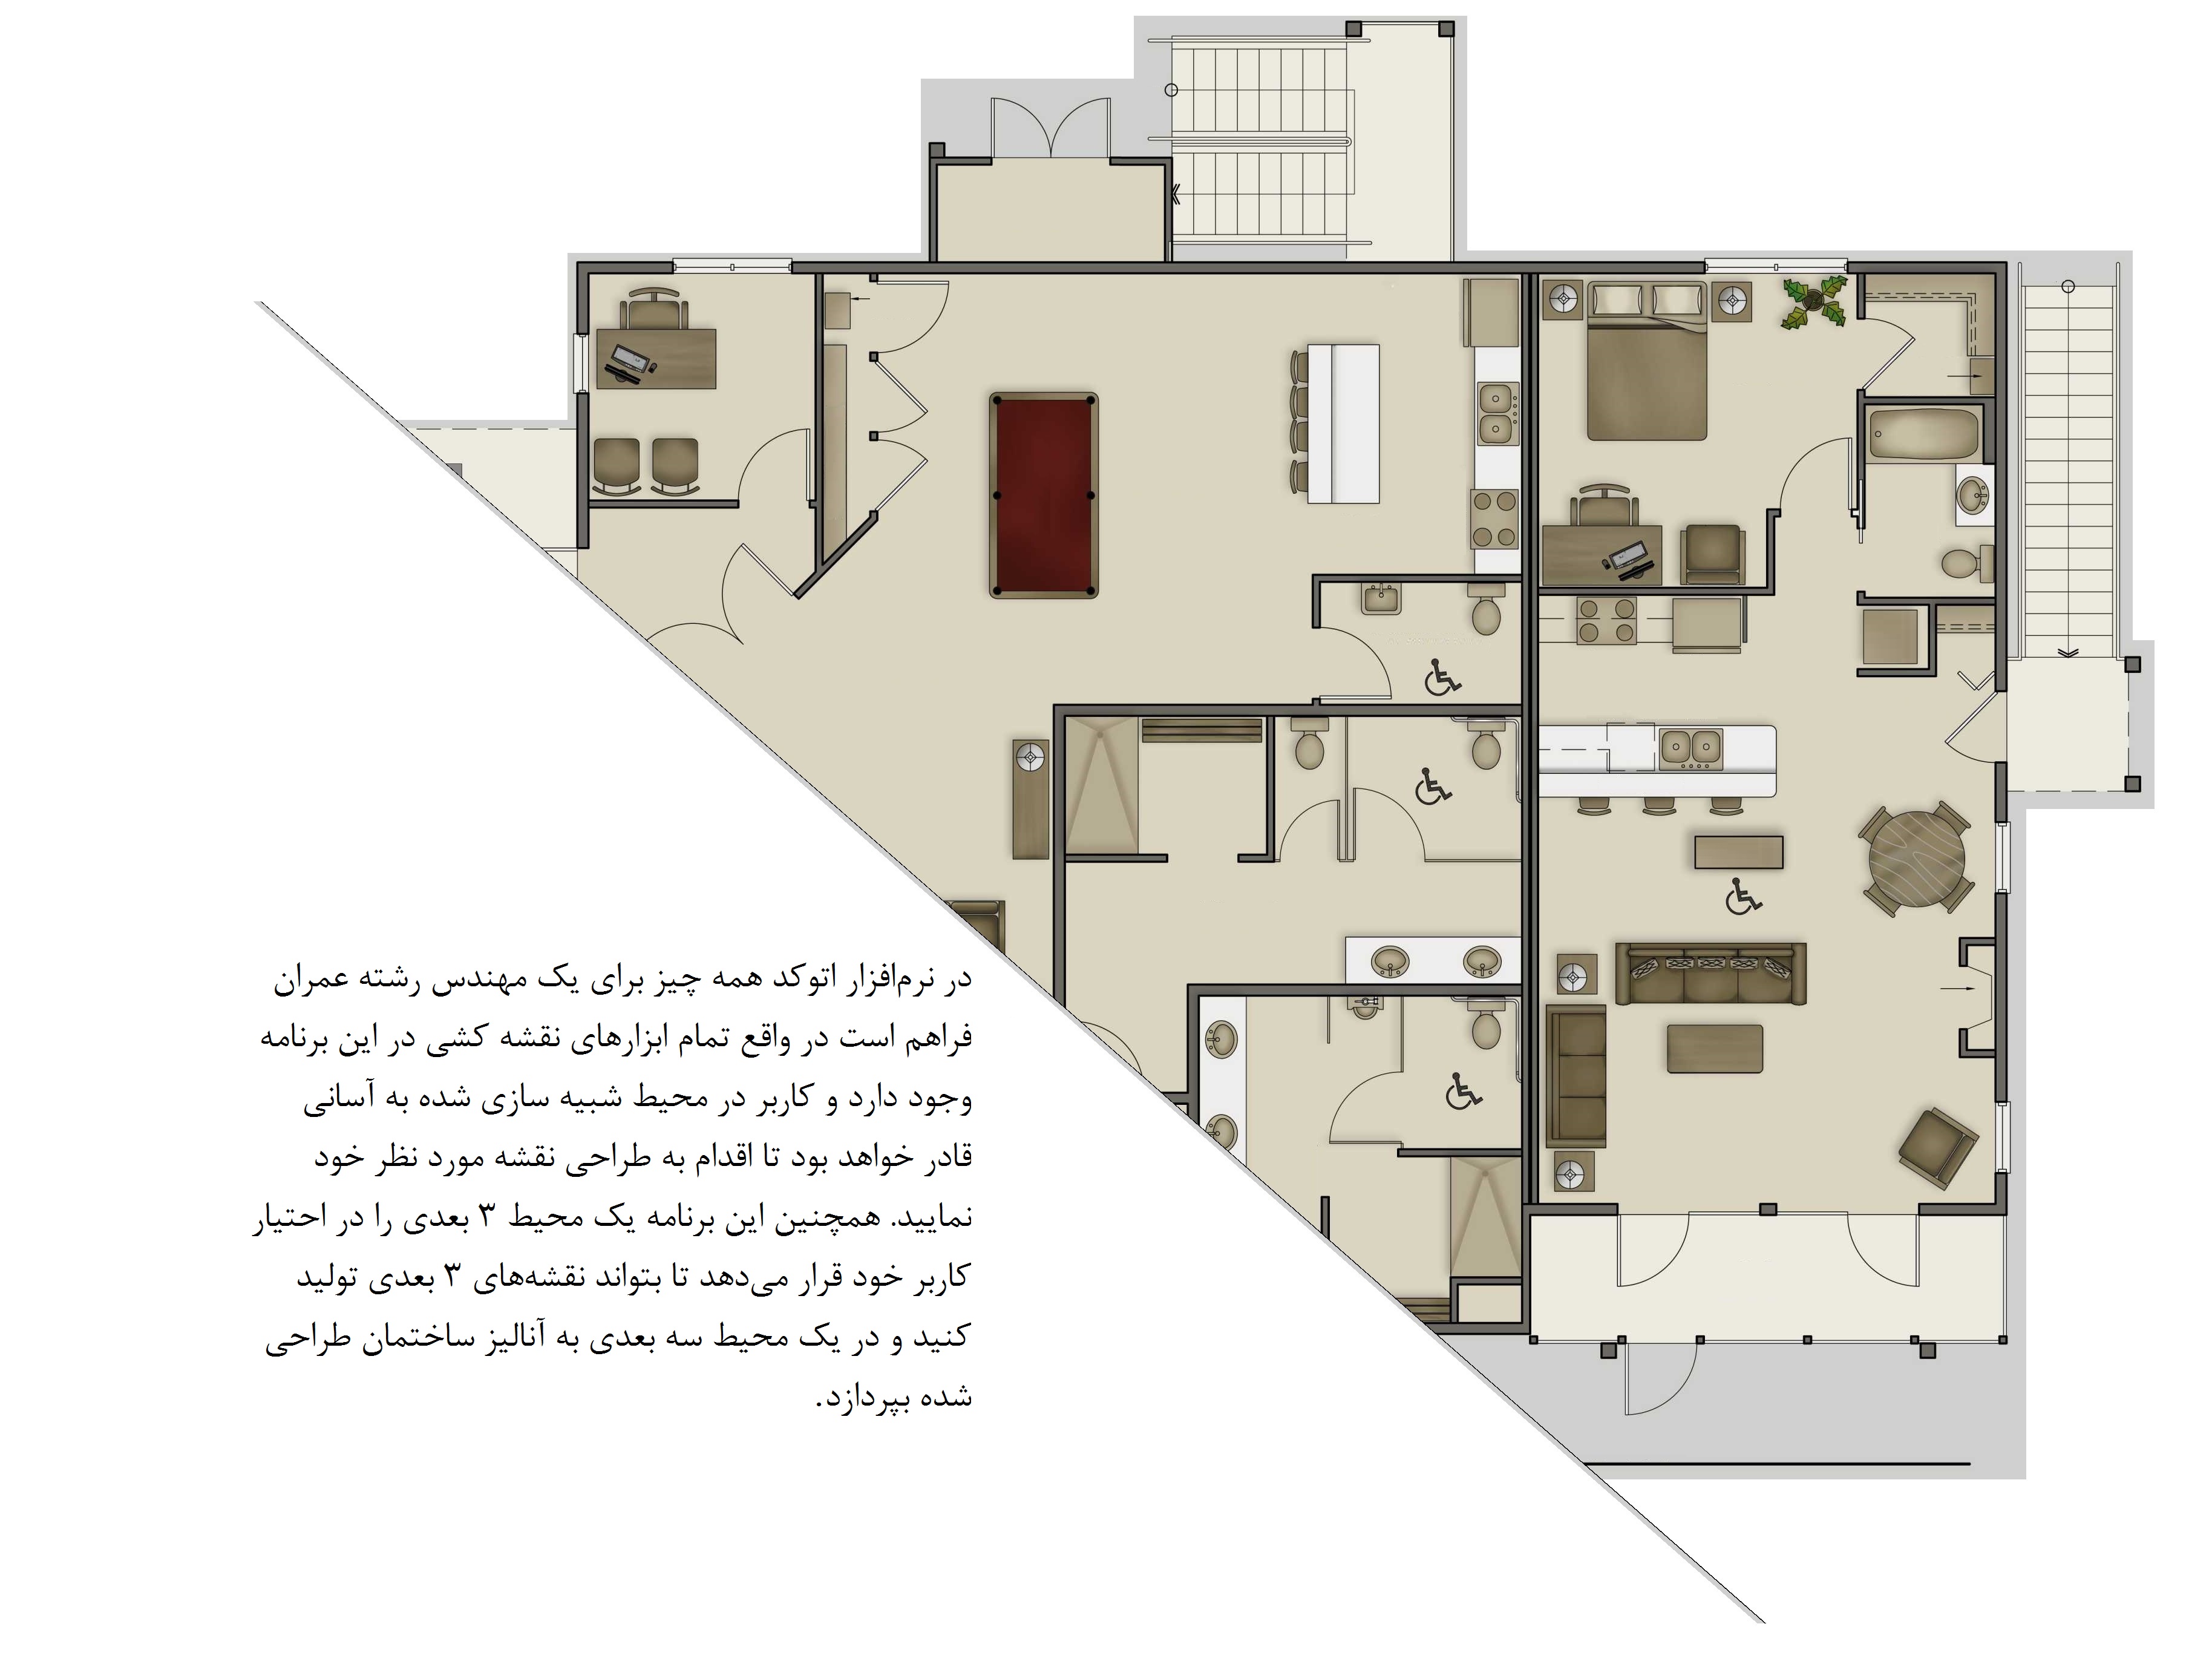 در نرم‌افزار اتوکد همه چیز برای یک مهندس رشته عمران
فراهم است در واقع تمام ابزارهای نقشه کشی در این برنامه
وجود دارد و کاربر در محیط شبیه سازی شده به آسانی
قادر خواهد بود تا اقدام به طراحی نقشه مورد نظر خود
نمایید. همچنین این برنامه یک محیط ۳ بعدی را در احتیار
کاربر خود قرار می‌دهد تا بتواند نقشه‌های ۳ بعدی تولید
کنید و در یک محیط سه بعدی به آنالیز ساختمان طراحی
شده بپردازد.